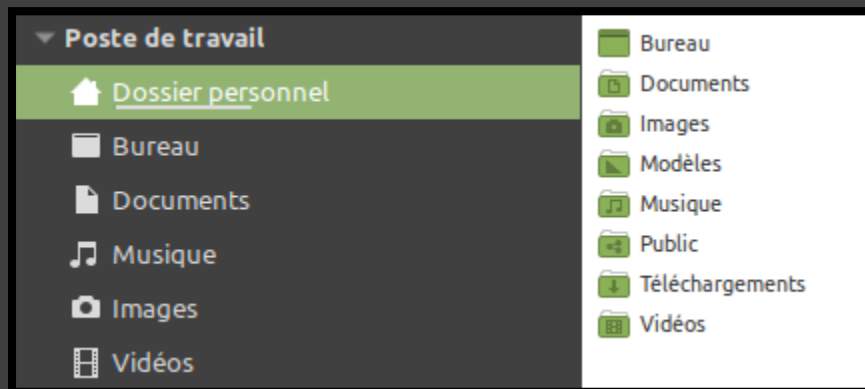 Poste de travail
Dossier personnel
Bureau
Documents
Musique
Images
Vidéos
Bureau
Documents
Images
Modèles
Musique
Public
Téléchargements
Vidéos